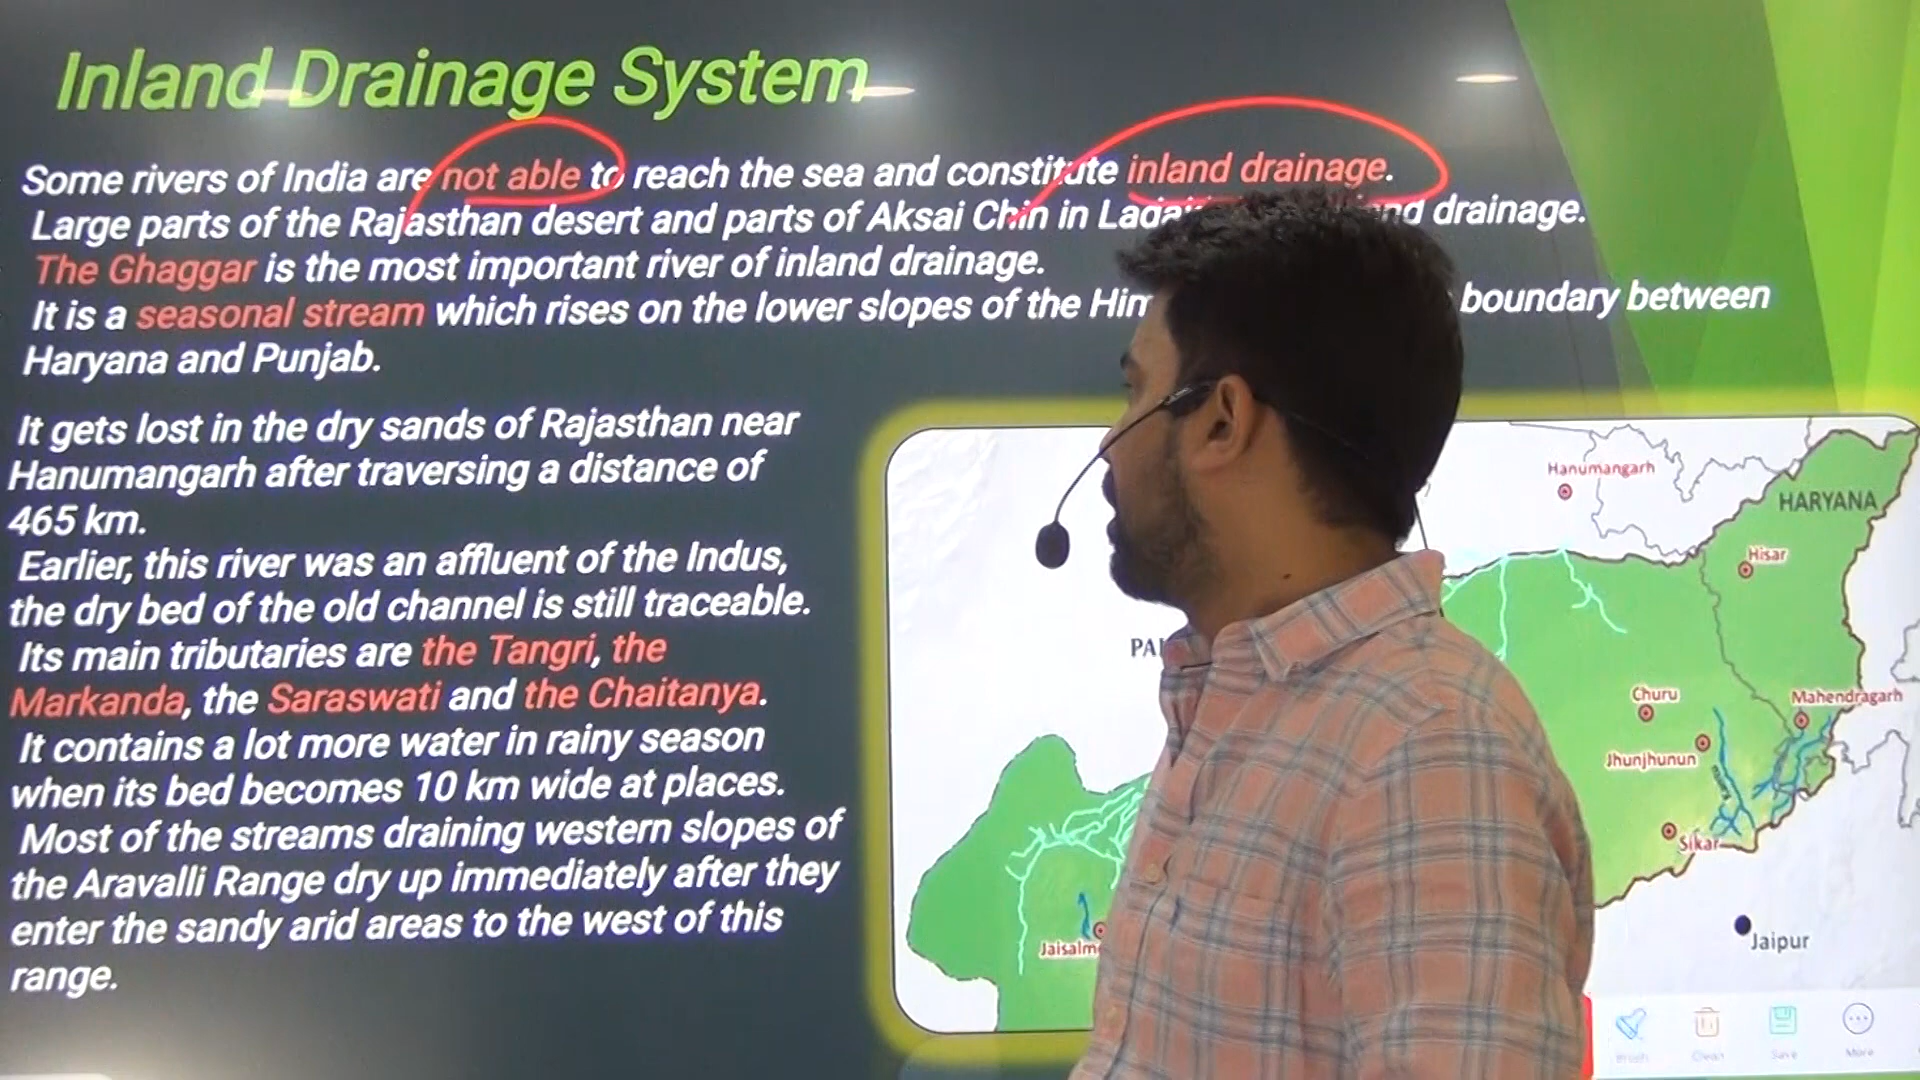 Inland Drainage System
Some rivers of India are not able to reach the sea and constitute inland drainage.
Large parts of the Rajasthan desert and parts of Aksai Chin in drainage.
The Ghaggar is the most important river of inland drainage.
It is a seasonal stream which rises on the lower slopes of the boundary between
Haryana and Punjab.
It gets lost in the dry sands of Rajasthan near
Hanumangarh after traversing a distance of
465 km.
Earlier, this river was an affluent of the Indus,
the dry bed of the old channel is still traceable.
Its main tributaries are the Tangri, the
Markanda, the Saraswati and the Chaitanya.
It contains a lot more water in rainy season
when its bed becomes 10 km wide at places.
Most of the streams draining western slopes of
the Aravalli Range dry up immediately after they
enter the sandy arid areas to the west of this
range.
Hanumangarh
HARYANA
Hisar
Churu
Mahendragarh
Jhunjhunun
Sikar
Jaipur
Clean
Save
More